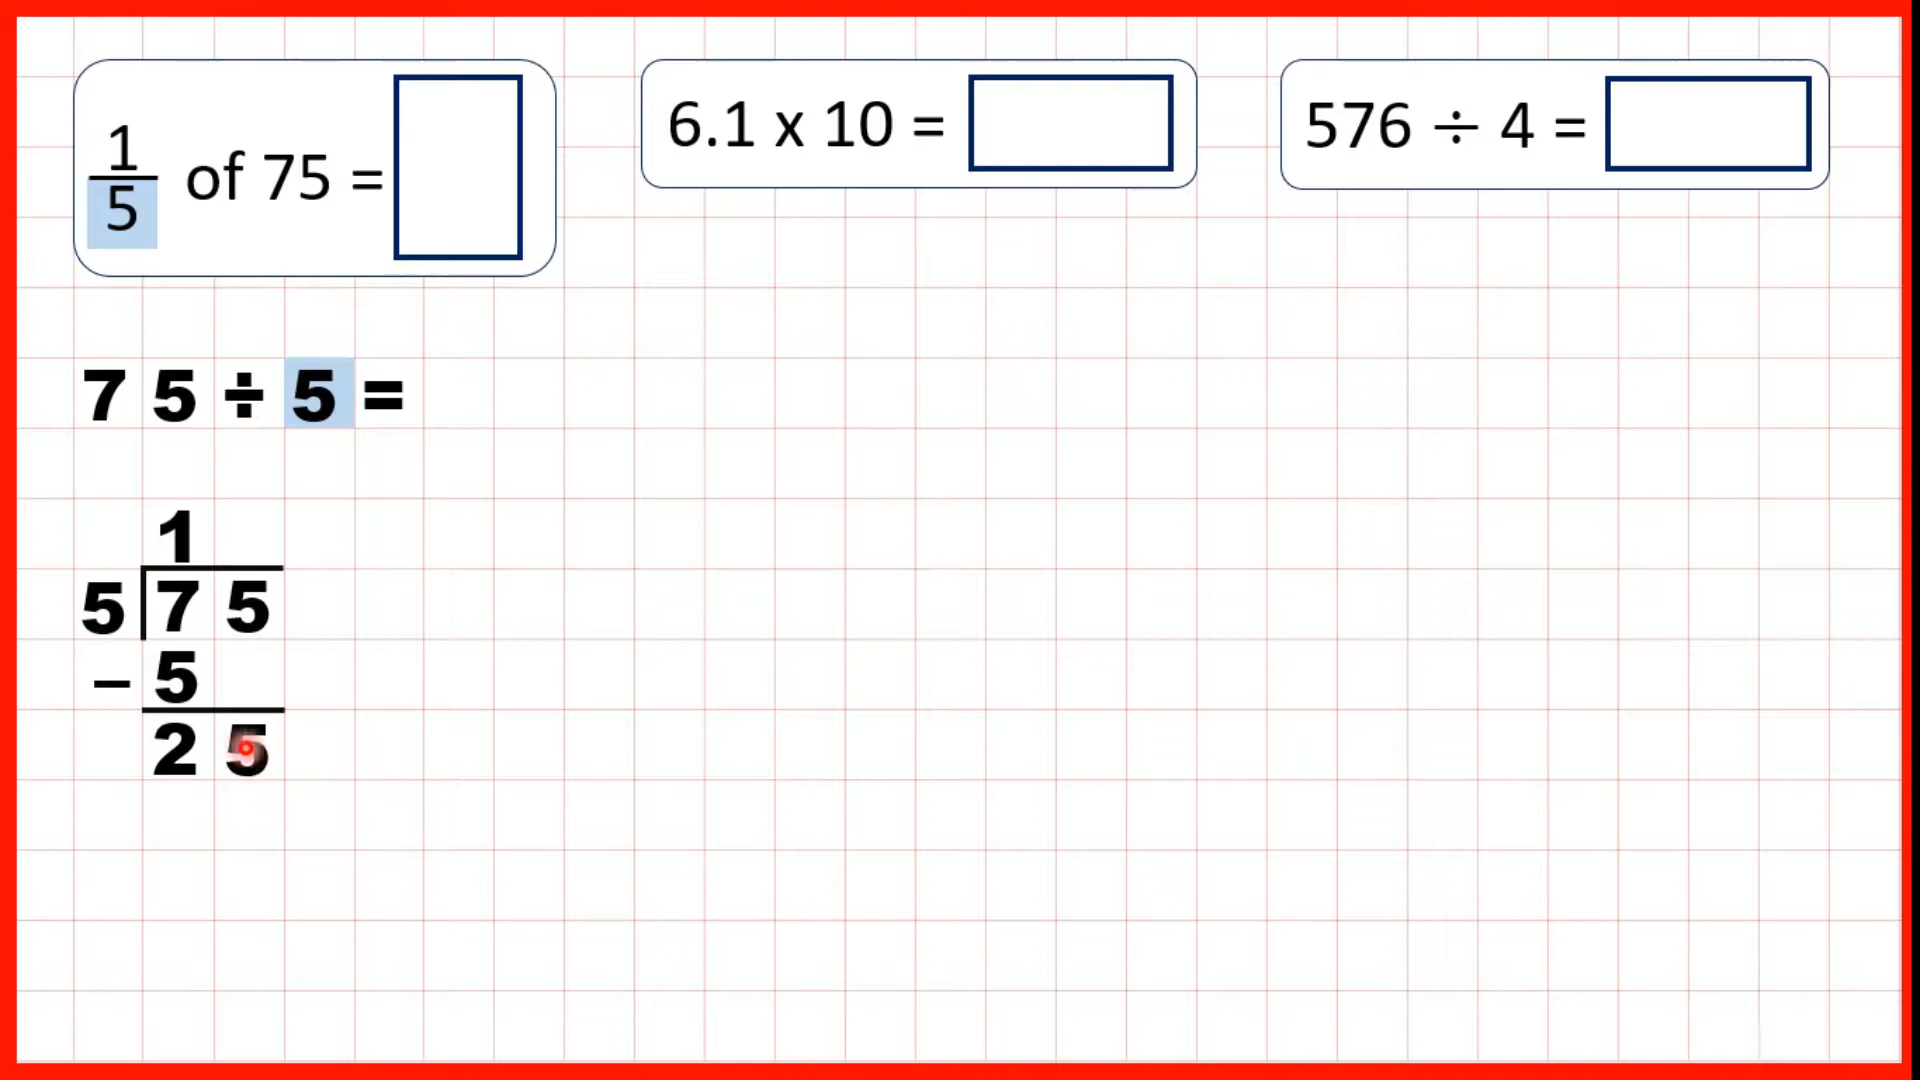 1/5 of 75 =
6.1 x 10 =
576 ÷ 4 =
7 5 ÷ 5 =
1
5 7 5
– 5
2 5